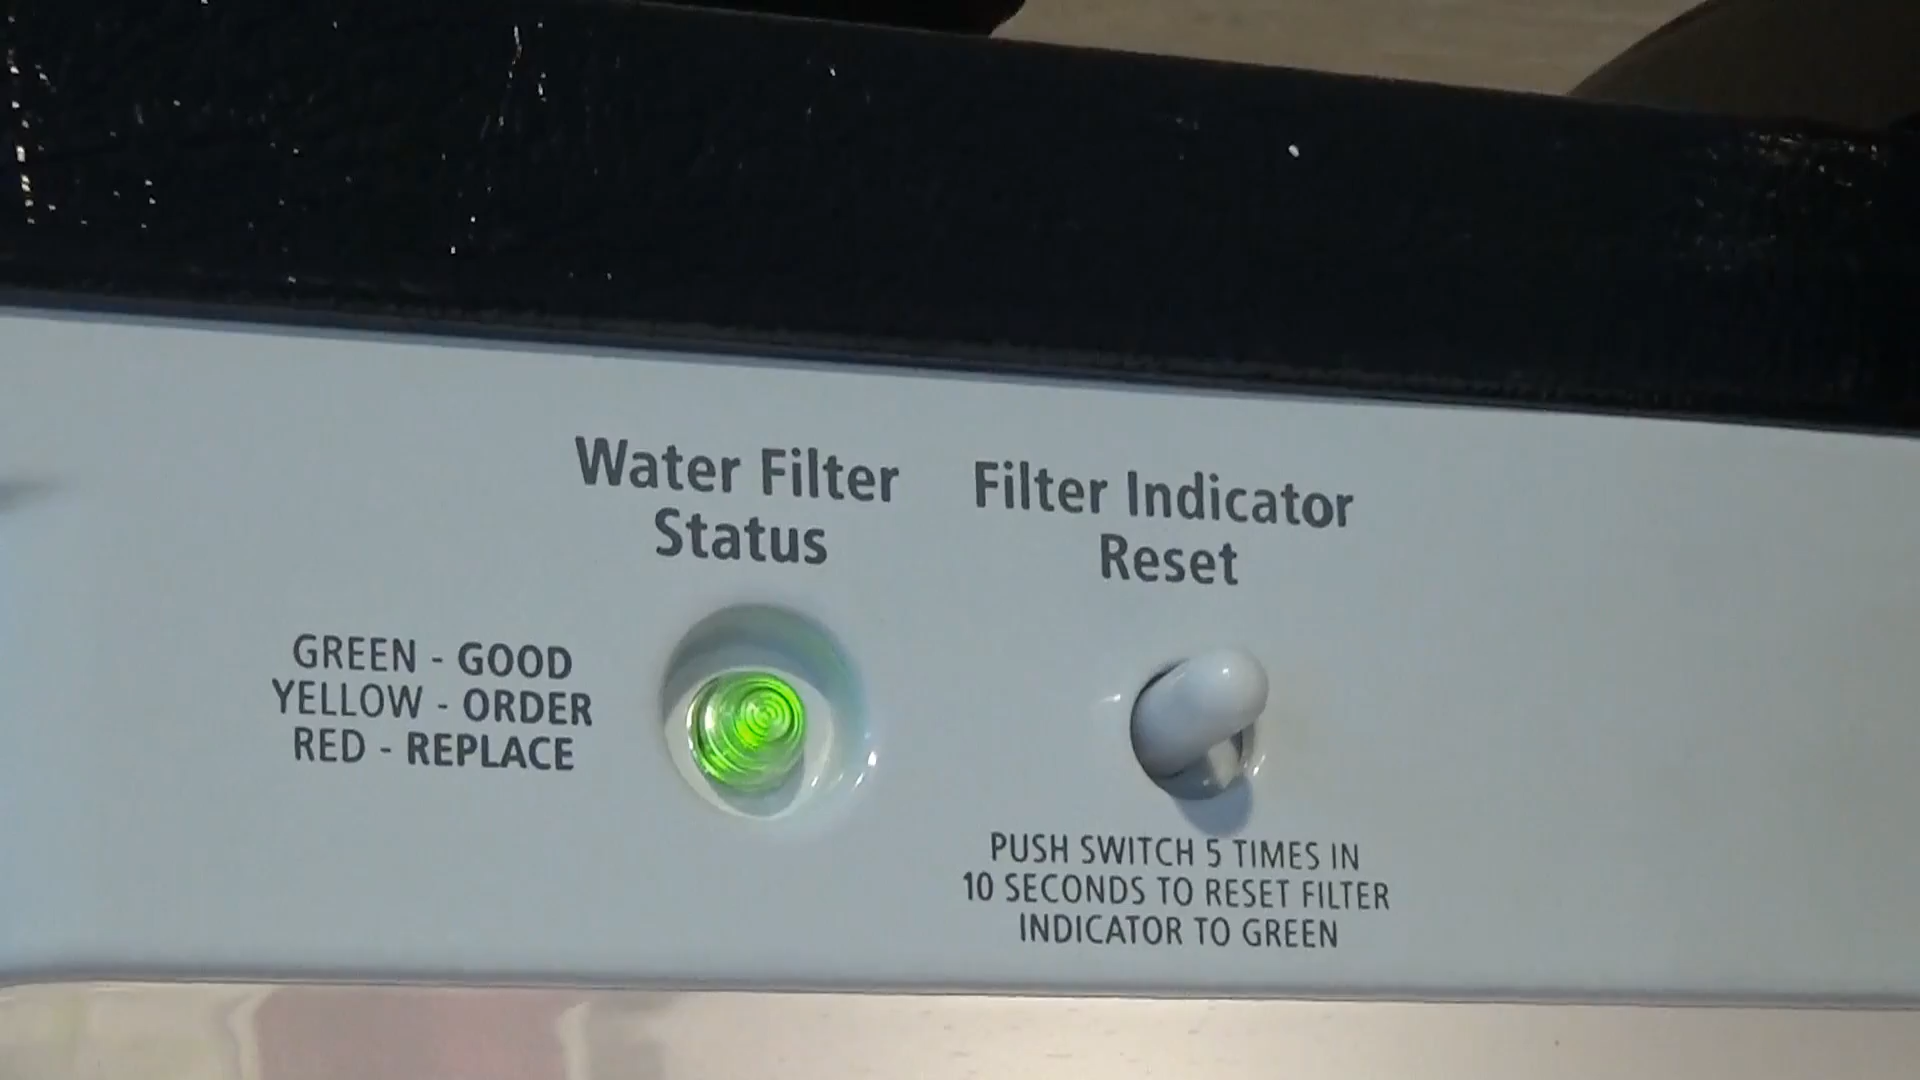 Water Filter
Status
GREEN - GOOD
YELLOW - ORDER
RED - REPLACE
Filter Indicator
Reset
PUSH SWITCH 5 TIMES IN
10 SECONDS TO RESET FILTER
INDICATOR TO GREEN